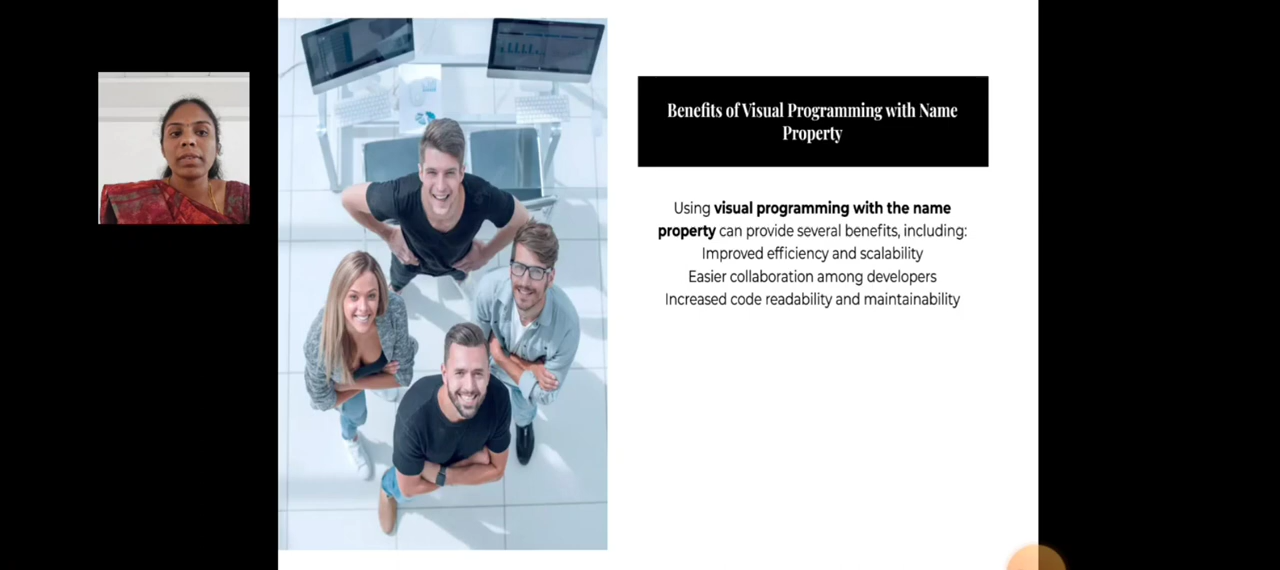 Benefits of Visual Programming with Name
Property
Using visual programming with the name
property can provide several benefits, including:
Improved efficiency and scalability
Easier collaboration among developers
Increased code readability and maintainability